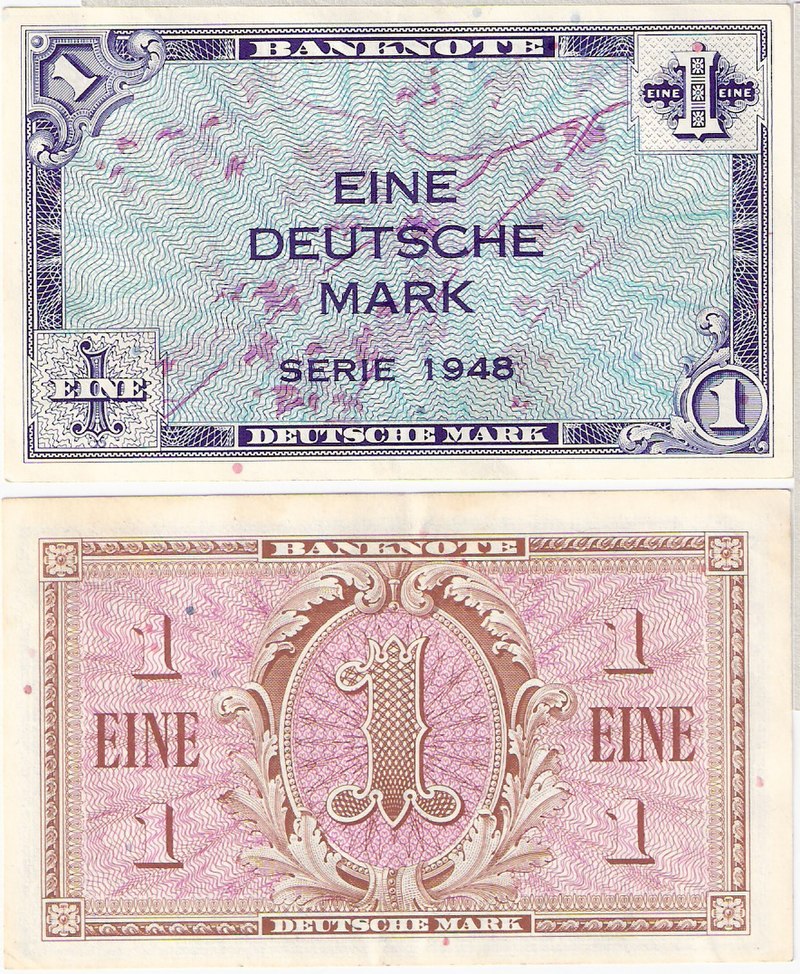 BANKNOTE
1
1
EINE EINE
EINE
DEUTSCHE
MARK
SERIE 1948
1
EINE
1
DEUTSCHE MARK
BANKNOTE
1
1
1
EINE
EINE
1
1
DEUTSCHE MARK